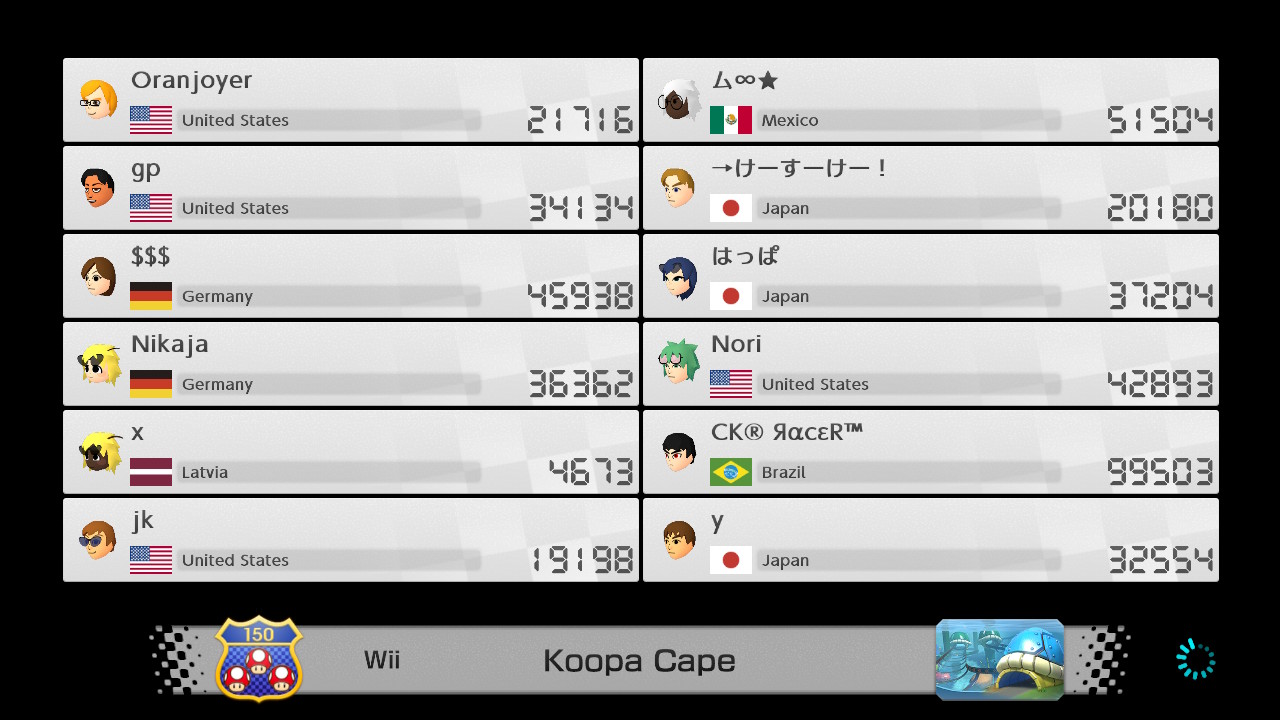 Oranjoyer
United States 21716
gp
United States 34134
$$$
Germany 45938
Nikaja
Germany 36362
x
Latvia 4673
jk
United States 19198
ム∞★
Mexico 51504
→けーすーけー！
Japan 20180
はっぱ
Japan 37204
Nori
United States 42893
CK® ЯαcεR™
Brazil 99503
y
Japan 32554
150
Wii
Koopa Cape